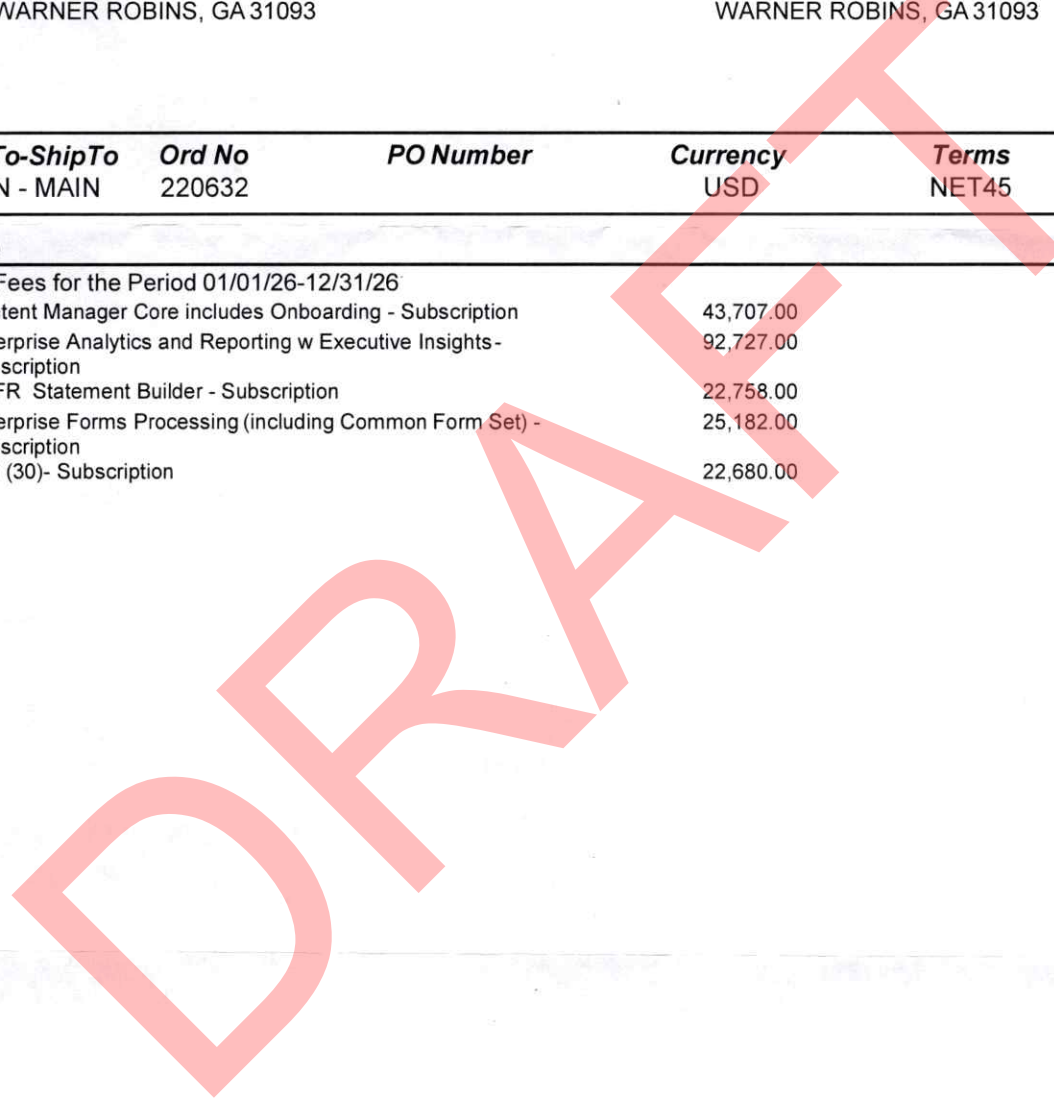 WARNER ROBINS, GA 31093 WARNER ROBINS, GA 31093
To-ShipTo Ord No PO Number Currency Terms
N - MAIN 220632 USD NET45
Fees for the Period 01/01/26-12/31/26
tent Manager Core includes Onboarding - Subscription 43,707.00
erprise Analytics and Reporting w Executive Insights - 92,727.00
scription
FR Statement Builder - Subscription 22,758.00
erprise Forms Processing (including Common Form Set) - 25,182.00
scription
(30)- Subscription 22,680.00
DRAFT